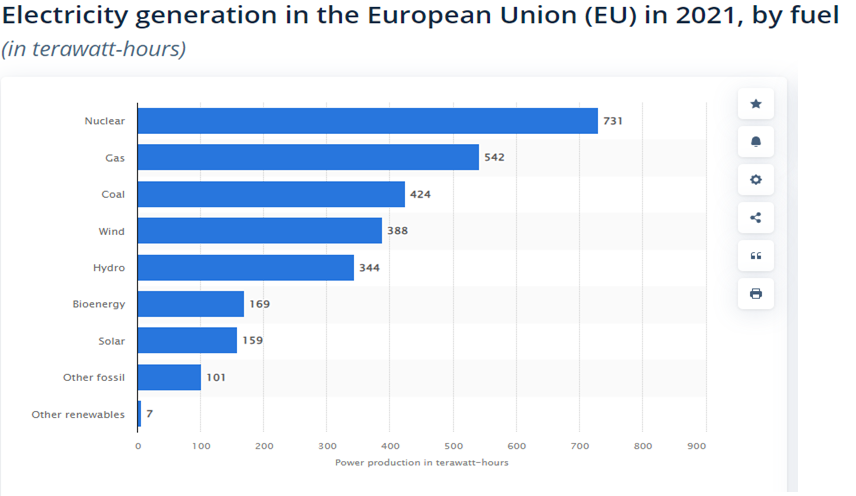 Electricity generation in the European Union (EU) in 2021, by fuel
(in terawatt-hours)
Nuclear 731
Gas 542
Coal 424
Wind 388
Hydro 344
Bioenergy 169
Solar 159
Other fossil 101
Other renewables 7
0 100 200 300 400 500 600 700 800 900
Power production in terawatt-hours